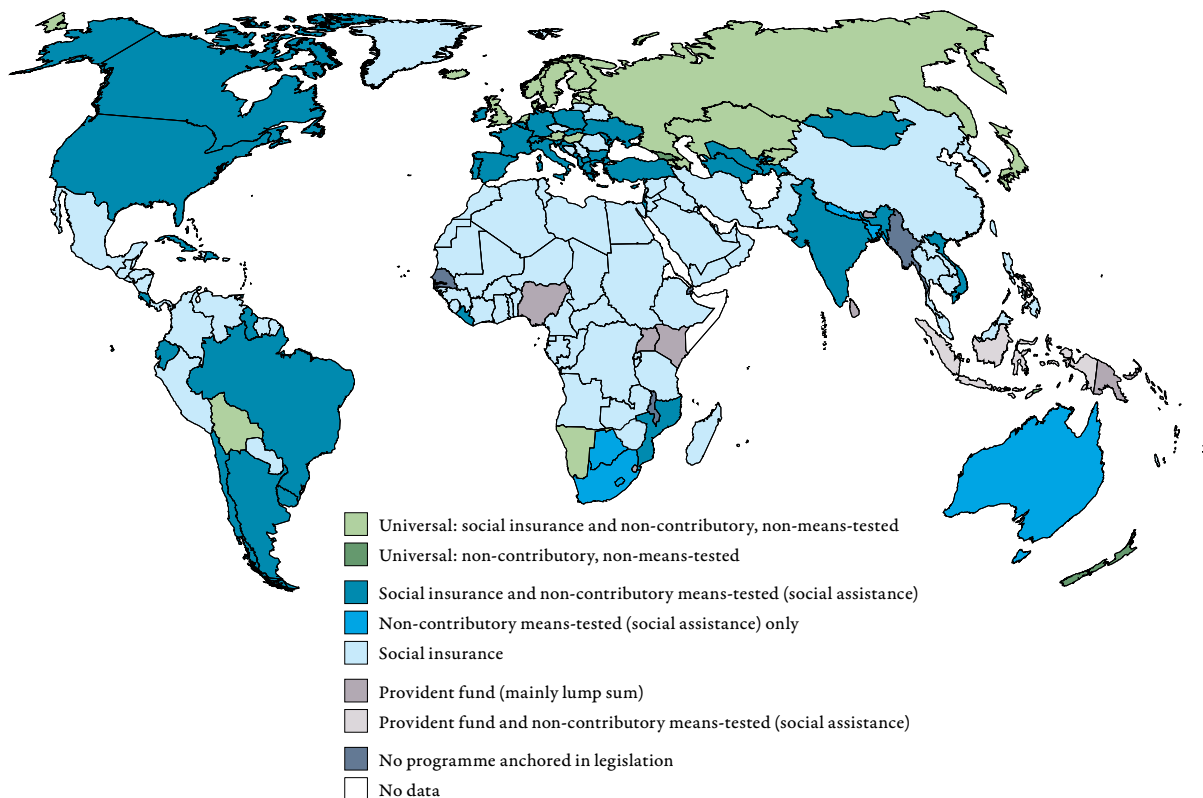 Universal: social insurance and non-contributory, non-means-tested
Universal: non-contributory, non-means-tested
Social insurance and non-contributory means-tested (social assistance)
Non-contributory means-tested (social assistance) only
Social insurance
Provident fund (mainly lump sum)
Provident fund and non-contributory means-tested (social assistance)
No programme anchored in legislation
No data